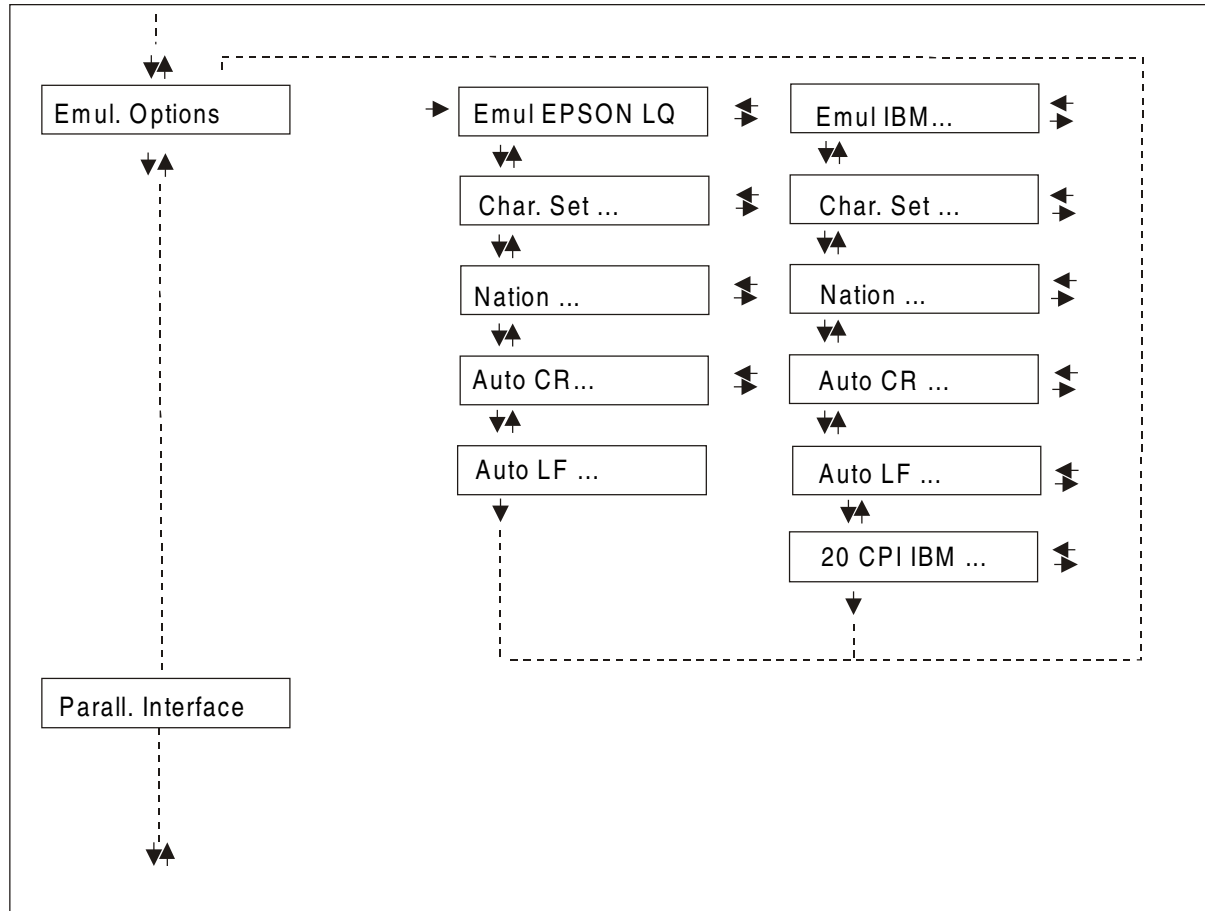 Emul. Options
Emul EPSON LQ
Emul IBM...
Char. Set ...
Char. Set ...
Nation ...
Nation ...
Auto CR...
Auto CR ...
Auto LF ...
Auto LF ...
20 CPI IBM ...
Parall. Interface